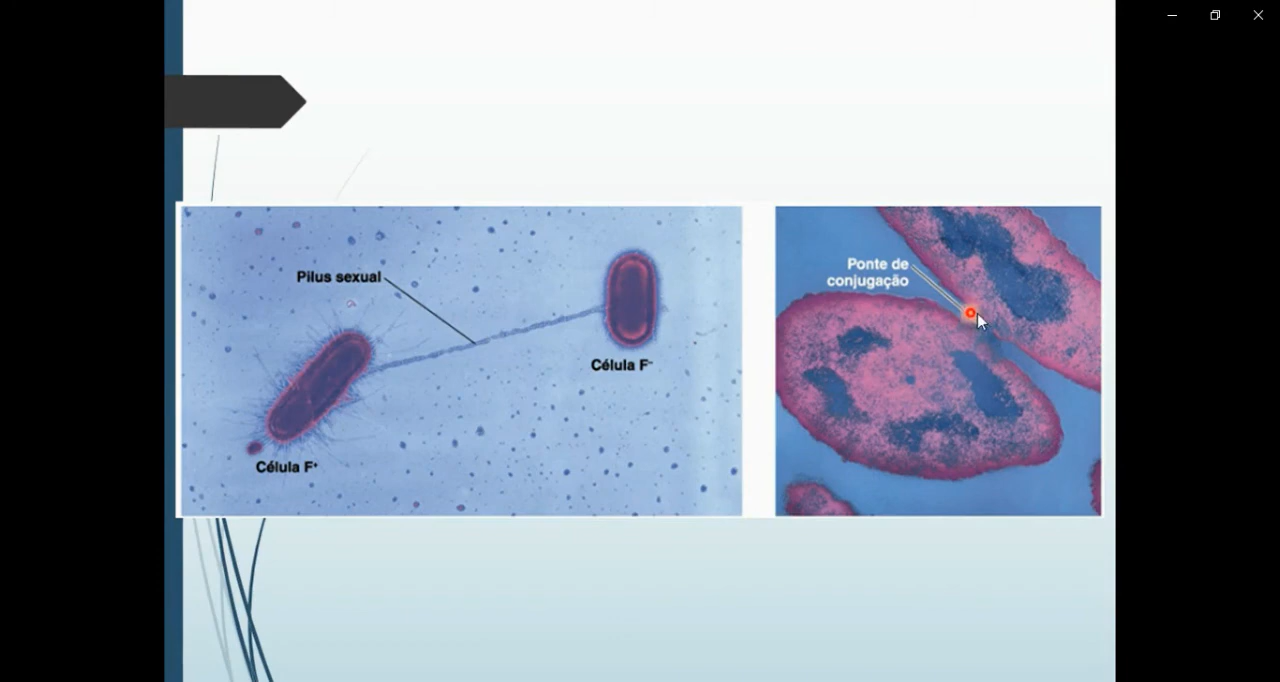 Pilus sexual
Célula F⁻
Célula F⁺
Ponte de
conjugação